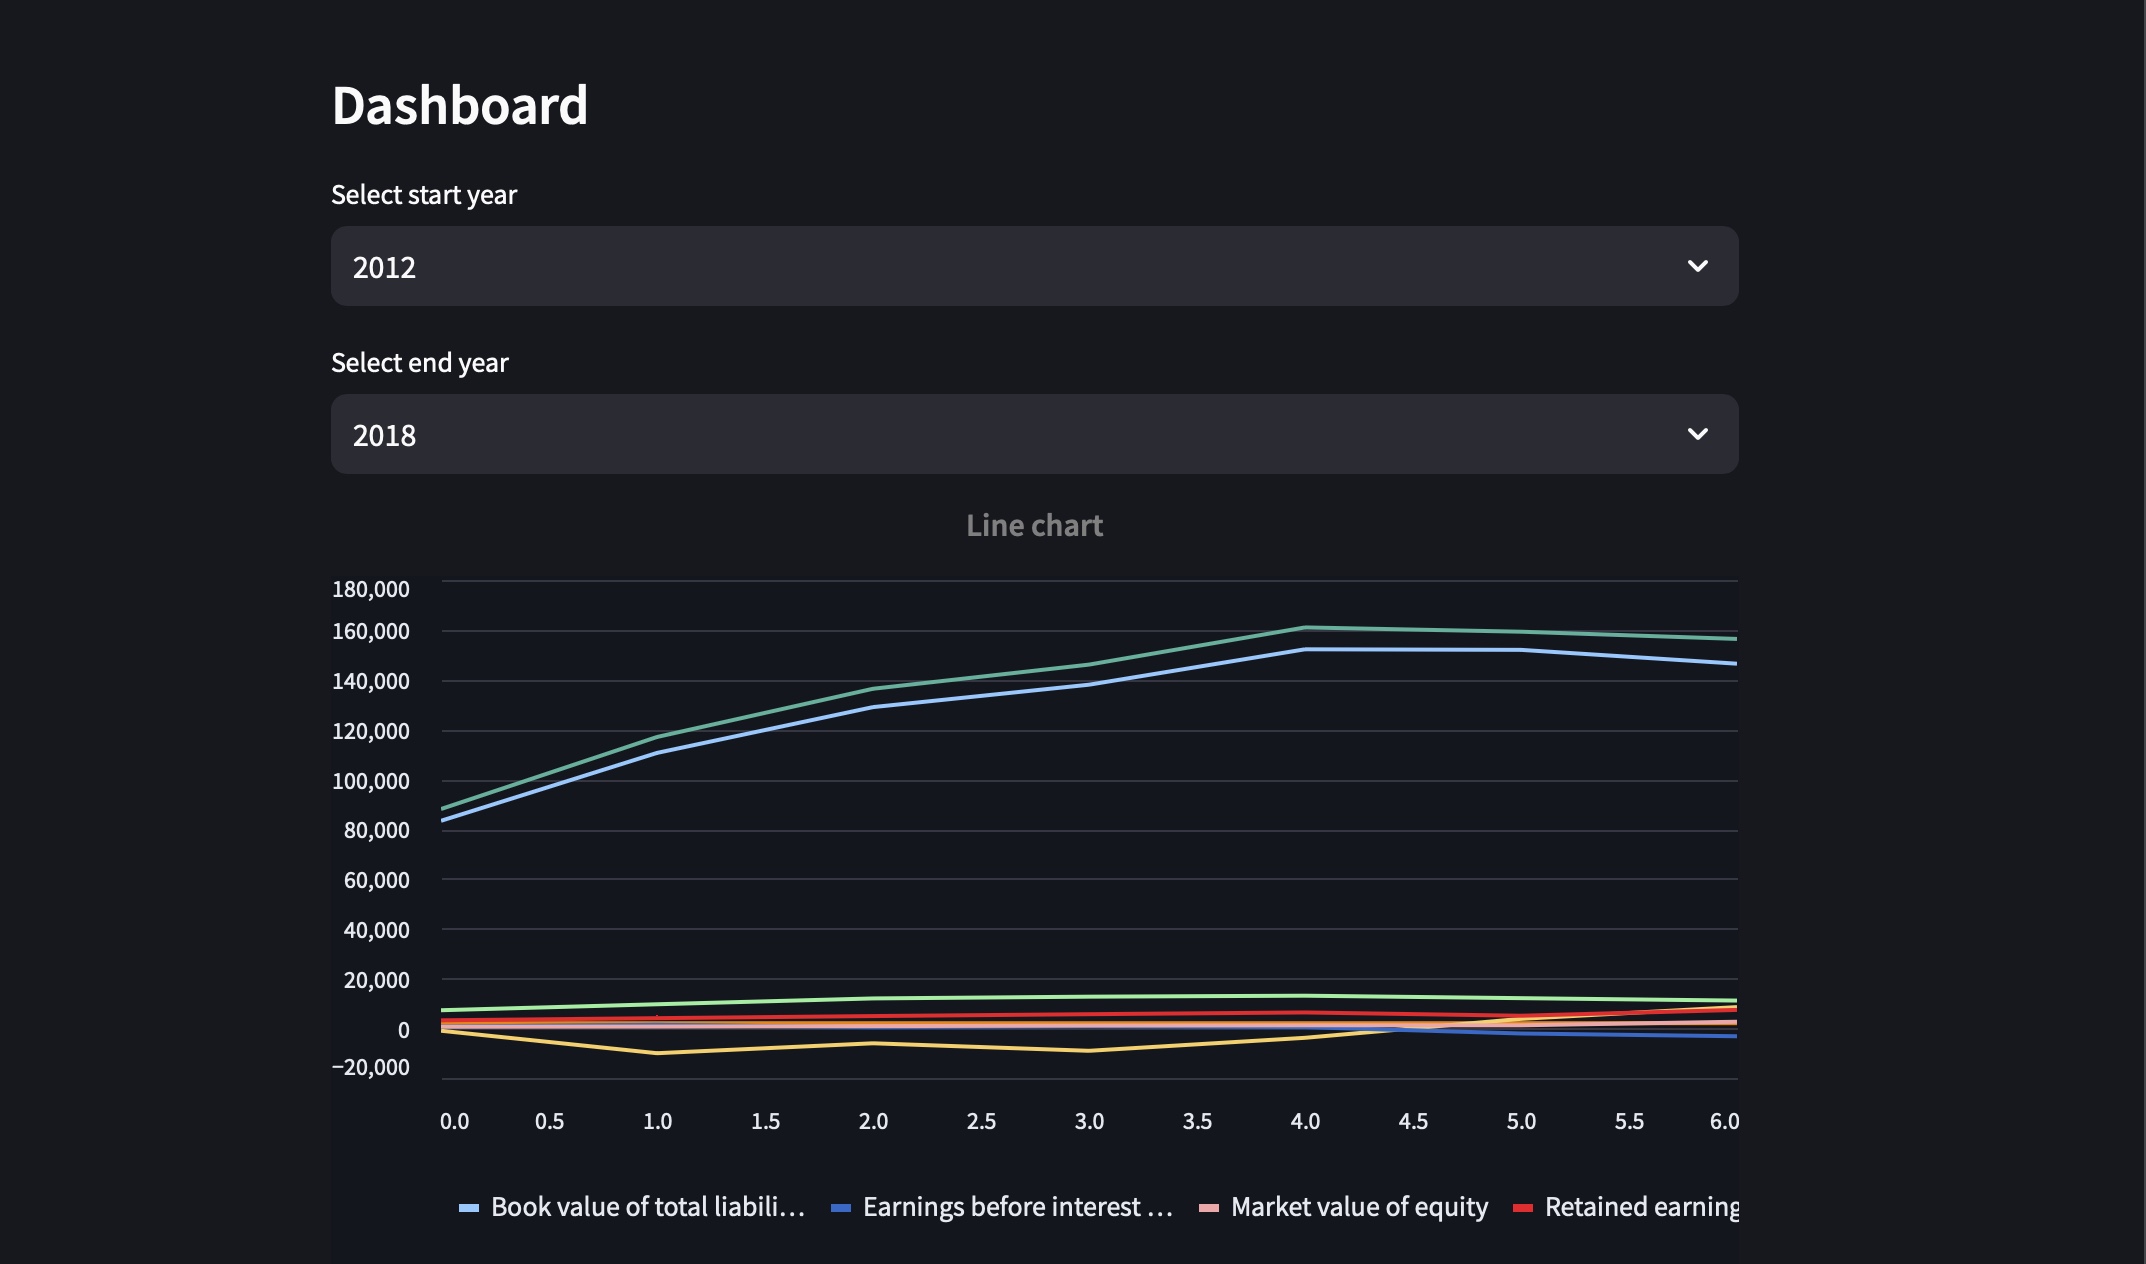 Dashboard
Select start year
2012
Select end year
2018
Line chart
180,000
160,000
140,000
120,000
100,000
80,000
60,000
40,000
20,000
0
−20,000
0.0 0.5 1.0 1.5 2.0 2.5 3.0 3.5 4.0 4.5 5.0 5.5 6.0
Book value of total liabili… Earnings before interest … Market value of equity Retained earning